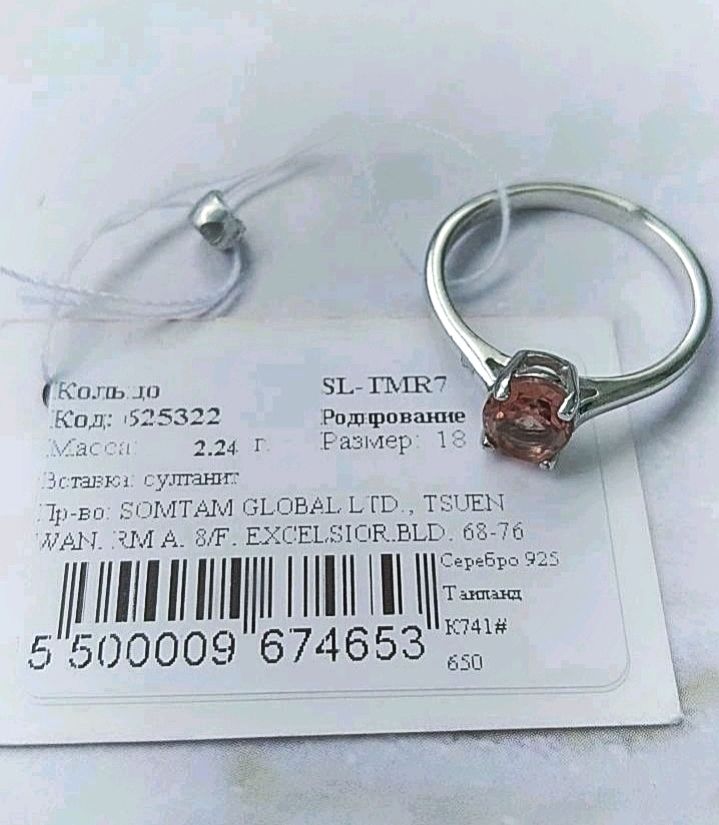 Кольцо SL-TMR7
Код: 525322 Родирование
Масса: 2.24 г. Размер: 18
Вставка: султанит
Пр-во: SOMTAM GLOBAL LTD., TSUEN
WAN. RM A. 8/F. EXCELSIOR.BLD. 68-76
Серебро 925
Таиланд
K741#
650
5 500009 674653